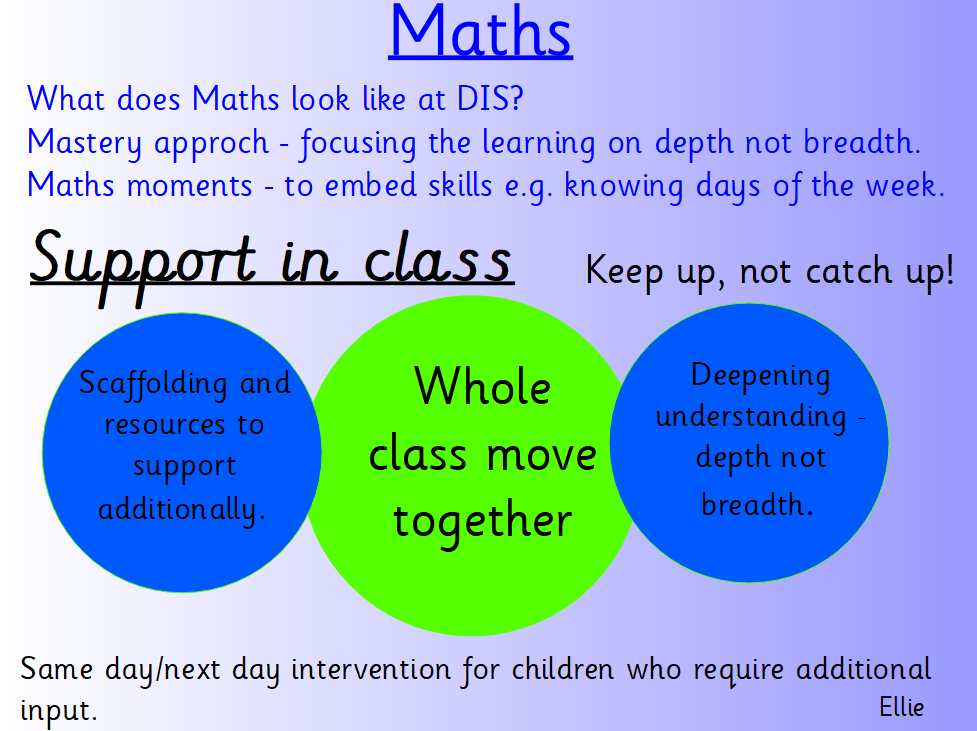 Maths
What does Maths look like at DIS?
Mastery approch - focusing the learning on depth not breadth.
Maths moments - to embed skills e.g. knowing days of the week.
Support in class
Keep up, not catch up!
Scaffolding and
resources to
support
additionally.
Whole
class move
together
Deepening
understanding -
depth not
breadth.
Same day/next day intervention for children who require additional
input.
Ellie